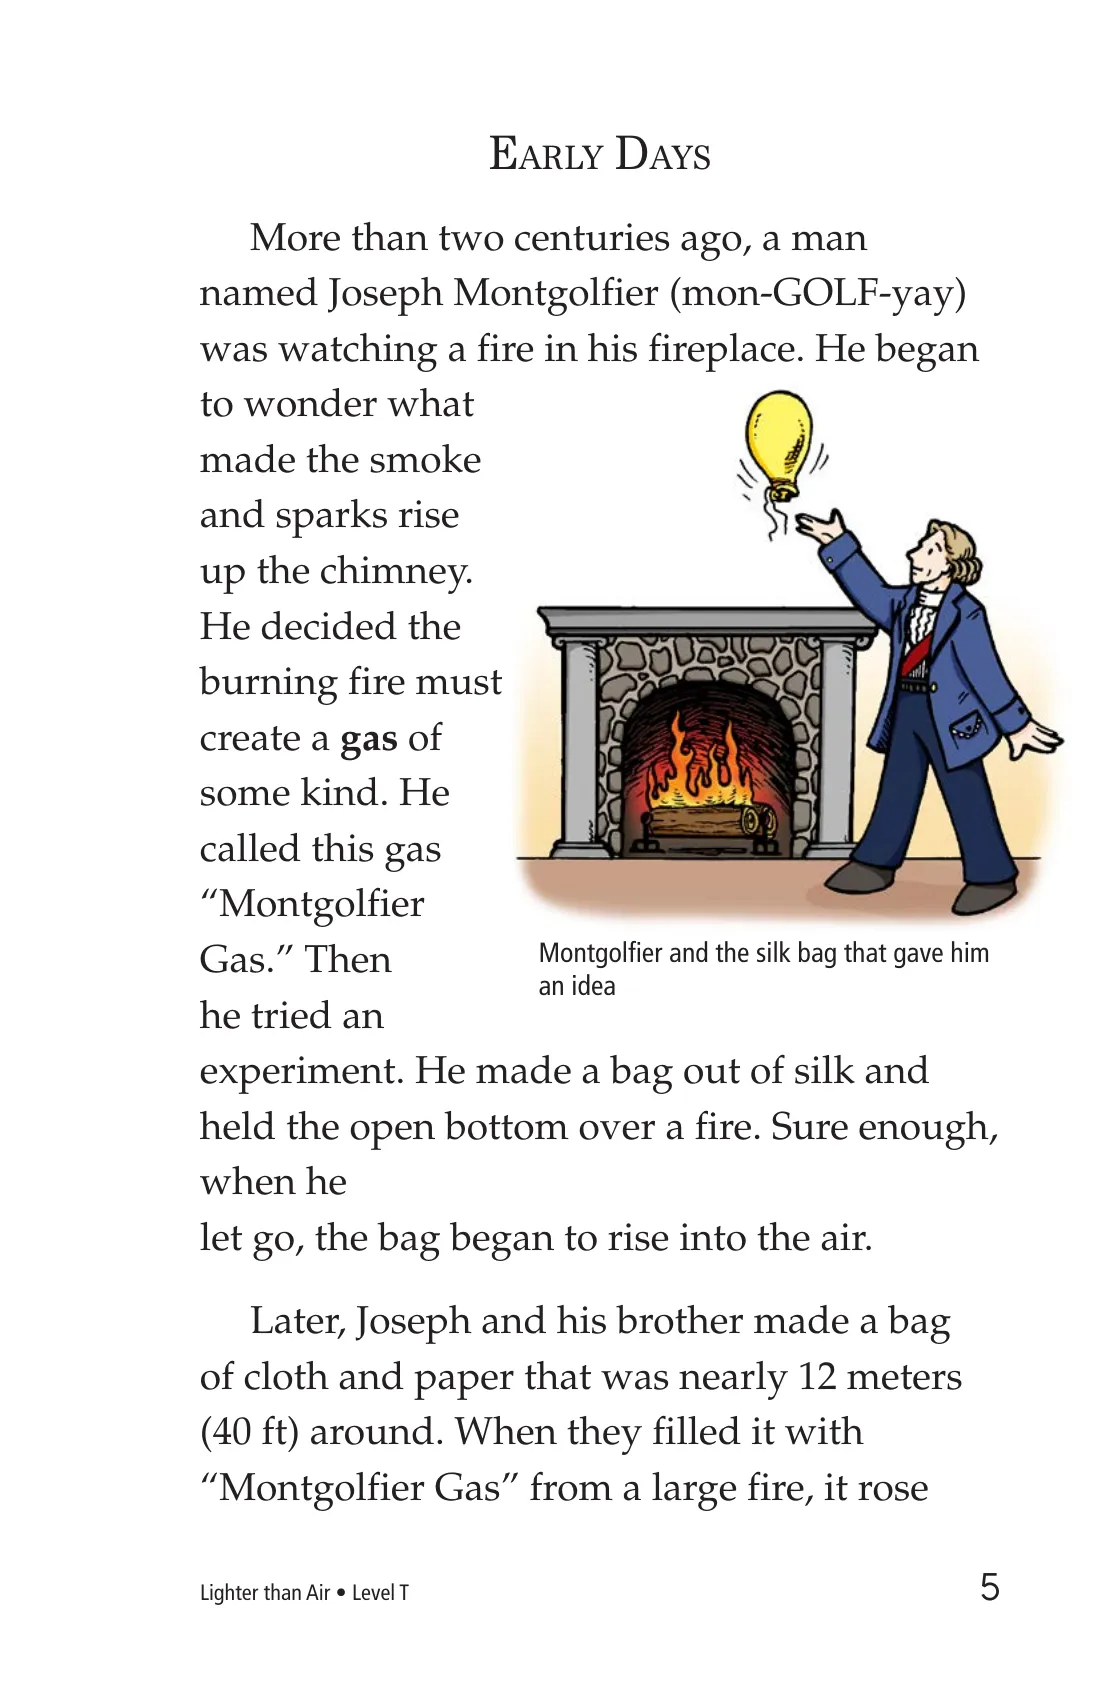 EARLY DAYS
More than two centuries ago, a man
named Joseph Montgolfier (mon-GOLF-yay)
was watching a fire in his fireplace. He began
to wonder what
made the smoke
and sparks rise
up the chimney.
He decided the
burning fire must
create a gas of
some kind. He
called this gas
“Montgolfier
Gas.” Then
he tried an
experiment. He made a bag out of silk and
held the open bottom over a fire. Sure enough,
when he
let go, the bag began to rise into the air.
Montgolfier and the silk bag that gave him
an idea
Later, Joseph and his brother made a bag
of cloth and paper that was nearly 12 meters
(40 ft) around. When they filled it with
“Montgolfier Gas” from a large fire, it rose
Lighter than Air • Level T
5